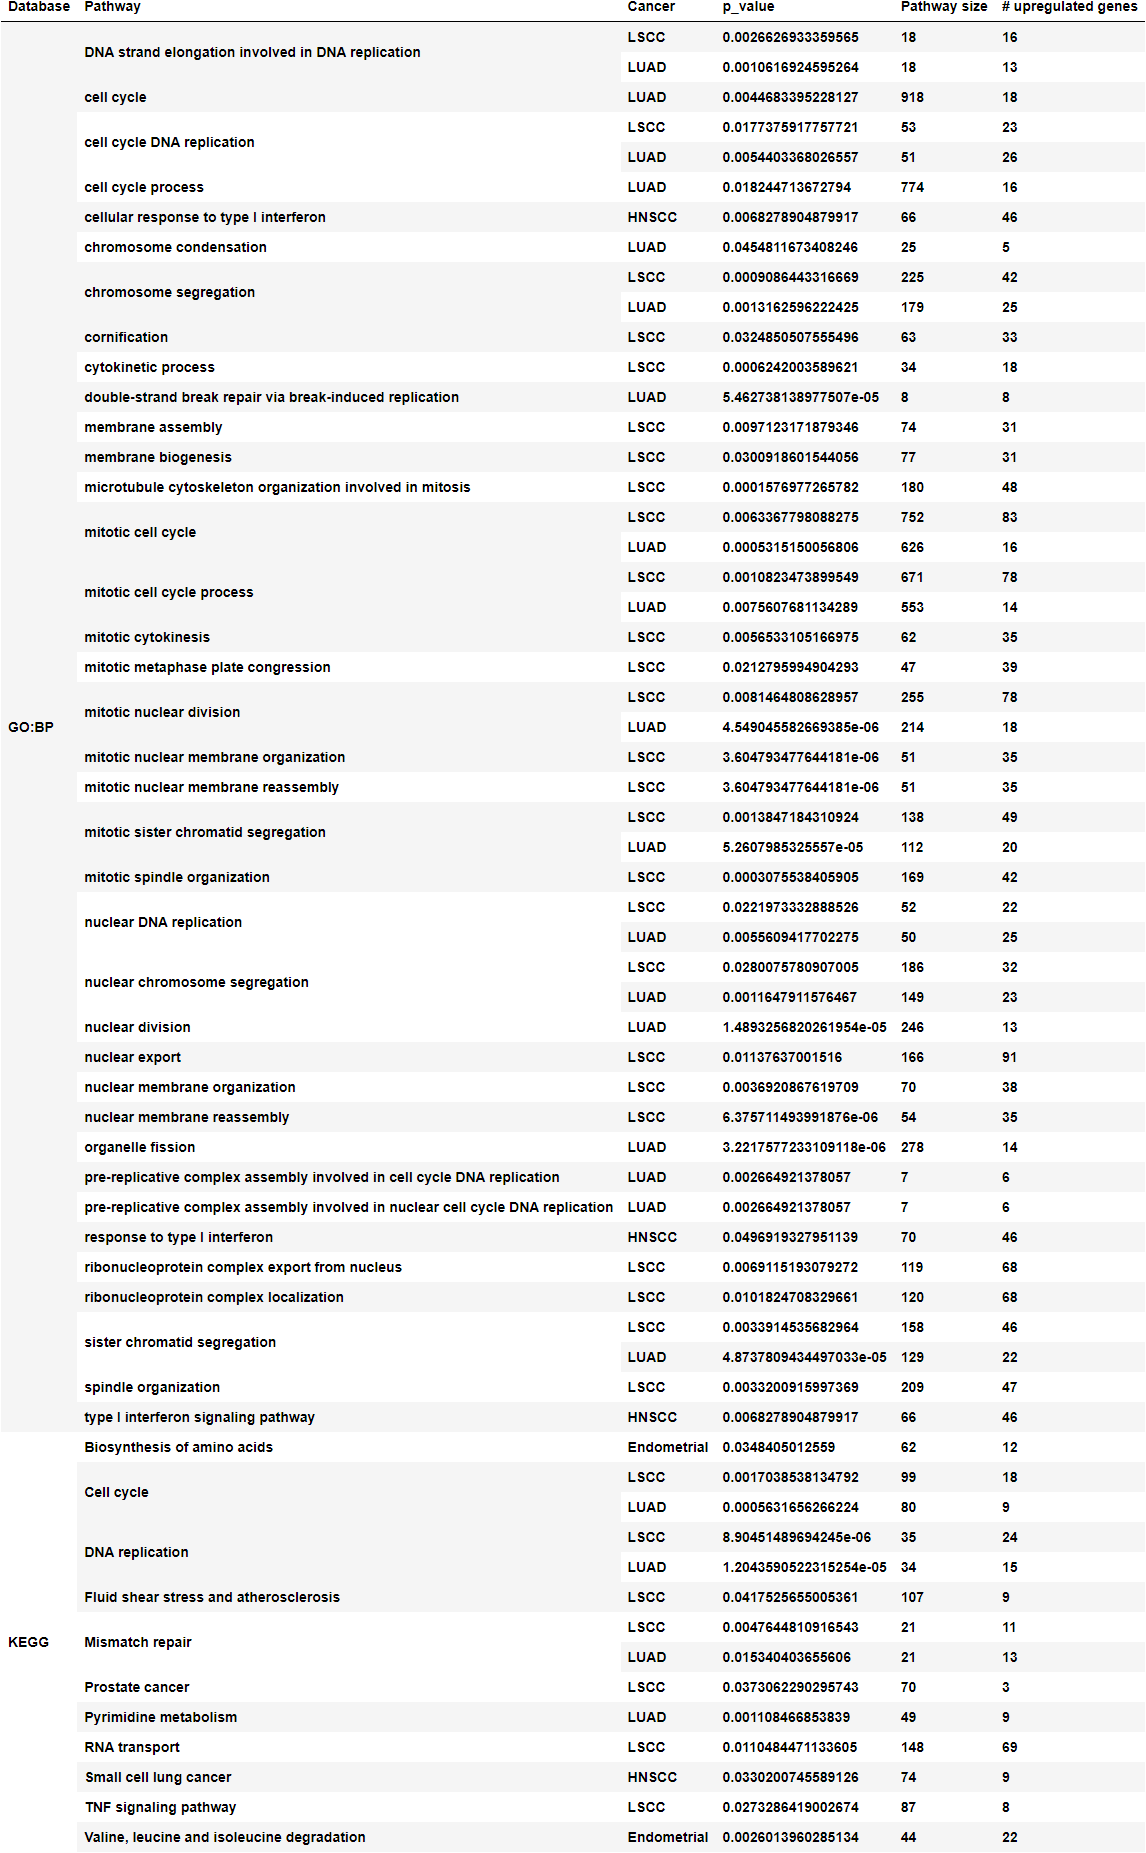 Database Pathway Cancer p_value Pathway size # upregulated genes
DNA strand elongation involved in DNA replication LSCC 0.0026626933359565 18 16
LUAD 0.0010616924595264 18 13
cell cycle LUAD 0.0044683395228127 918 18
cell cycle DNA replication LSCC 0.0177375917757721 53 23
LUAD 0.0054403368026557 51 26
cell cycle process LUAD 0.018244713672794 774 16
cellular response to type I interferon HNSCC 0.0068278904879917 66 46
chromosome condensation LUAD 0.0454811673408246 25 5
chromosome segregation LSCC 0.0009086443316669 225 42
LUAD 0.0013162596222425 179 25
cornification LSCC 0.0324850507555496 63 33
cytokinetic process LSCC 0.0006242003589621 34 18
double-strand break repair via break-induced replication LUAD 5.462738138977507e-05 8 8
membrane assembly LSCC 0.0097123171879346 74 31
membrane biogenesis LSCC 0.0300918601544056 77 31
microtubule cytoskeleton organization involved in mitosis LSCC 0.0001576977265782 180 48
mitotic cell cycle LSCC 0.0063367798088275 752 83
LUAD 0.0005315150056806 626 16
mitotic cell cycle process LSCC 0.0010823473899549 671 78
LUAD 0.0075607681134289 553 14
mitotic cytokinesis LSCC 0.0056533105166975 62 35
mitotic metaphase plate congression LSCC 0.0212795994904293 47 39
mitotic nuclear division LSCC 0.0081464808628957 255 78
GO:BP LUAD 4.549045582669385e-06 214 18
mitotic nuclear membrane organization LSCC 3.604793477644181e-06 51 35
mitotic nuclear membrane reassembly LSCC 3.604793477644181e-06 51 35
mitotic sister chromatid segregation LSCC 0.0013847184310924 138 49
LUAD 5.2607985325557e-05 112 20
mitotic spindle organization LSCC 0.0003075538405905 169 42
nuclear DNA replication LSCC 0.0221973332888526 52 22
LUAD 0.0055609417702275 50 25
nuclear chromosome segregation LSCC 0.0280075780907005 186 32
LUAD 0.0011647911576467 149 23
nuclear division LUAD 1.4893256820261954e-05 246 13
nuclear export LSCC 0.01137637001516 166 91
nuclear membrane organization LSCC 0.0036920867619709 70 38
nuclear membrane reassembly LSCC 6.375711493991876e-06 54 35
organelle fission LUAD 3.2217577233109118e-06 278 14
pre-replicative complex assembly involved in cell cycle DNA replication LUAD 0.002664921378057 7 6
pre-replicative complex assembly involved in nuclear cell cycle DNA replication LUAD 0.002664921378057 7 6
response to type I interferon HNSCC 0.0496919327951139 70 46
ribonucleoprotein complex export from nucleus LSCC 0.0069115193079272 119 68
ribonucleoprotein complex localization LSCC 0.0101824708329661 120 68
sister chromatid segregation LSCC 0.0033914535682964 158 46
LUAD 4.8737809434497033e-05 129 22
spindle organization LSCC 0.0033200915997369 209 47
type I interferon signaling pathway HNSCC 0.0068278904879917 66 46
Biosynthesis of amino acids Endometrial 0.0348405012559 62 12
Cell cycle LSCC 0.0017038538134792 99 18
LUAD 0.0005631656266224 80 9
DNA replication LSCC 8.90451489694245e-06 35 24
LUAD 1.2043590522315254e-05 34 15
Fluid shear stress and atherosclerosis LSCC 0.0417525655005361 107 9
KEGG Mismatch repair LSCC 0.0047644810916543 21 11
LUAD 0.015340403655606 21 13
Prostate cancer LSCC 0.0373062290295743 70 3
Pyrimidine metabolism LUAD 0.001108466853839 49 9
RNA transport LSCC 0.0110484471133605 148 69
Small cell lung cancer HNSCC 0.0330200745589126 74 9
TNF signaling pathway LSCC 0.0273286419002674 87 8
Valine, leucine and isoleucine degradation Endometrial 0.0026013960285134 44 22